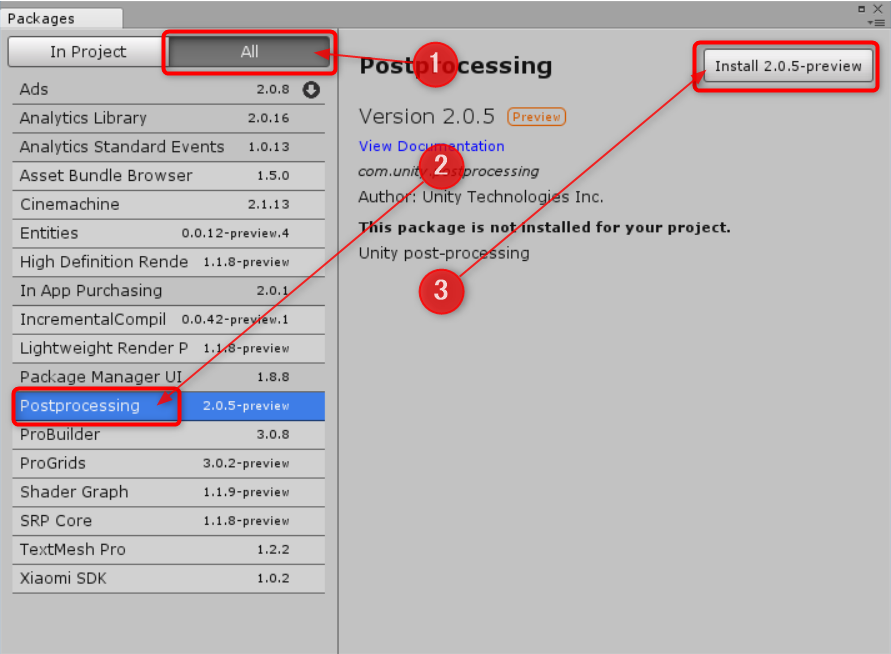 Packages
In Project
All
Ads 2.0.8
Analytics Library 2.0.16
Analytics Standard Events 1.0.13
Asset Bundle Browser 1.5.0
Cinemachine 2.1.13
Entities 0.0.12-preview.4
High Definition Rende 1.1.8-preview
In App Purchasing 2.0.1
IncrementalCompil 0.0.42-preview.1
Lightweight Render P 1.1.8-preview
Package Manager UI 1.8.8
Postprocessing 2.0.5-preview
ProBuilder 3.0.8
ProGrids 3.0.2-preview
Shader Graph 1.1.9-preview
SRP Core 1.1.8-preview
TextMesh Pro 1.2.2
Xiaomi SDK 1.0.2
Postprocessing
Install 2.0.5-preview
Version 2.0.5 Preview
View Documentation
com.unity.postprocessing
Author: Unity Technologies Inc.
This package is not installed for your project.
Unity post-processing
1
2
3